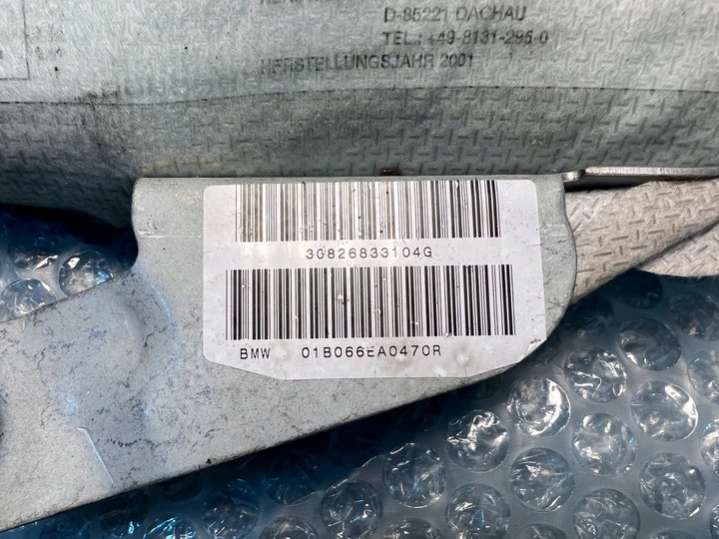 D-85221 DACHAU
TEL.: +49-8131-295-0
HERSTELLUNGSJAHR 2001
30826833104G
BMW 01B066EA0470R